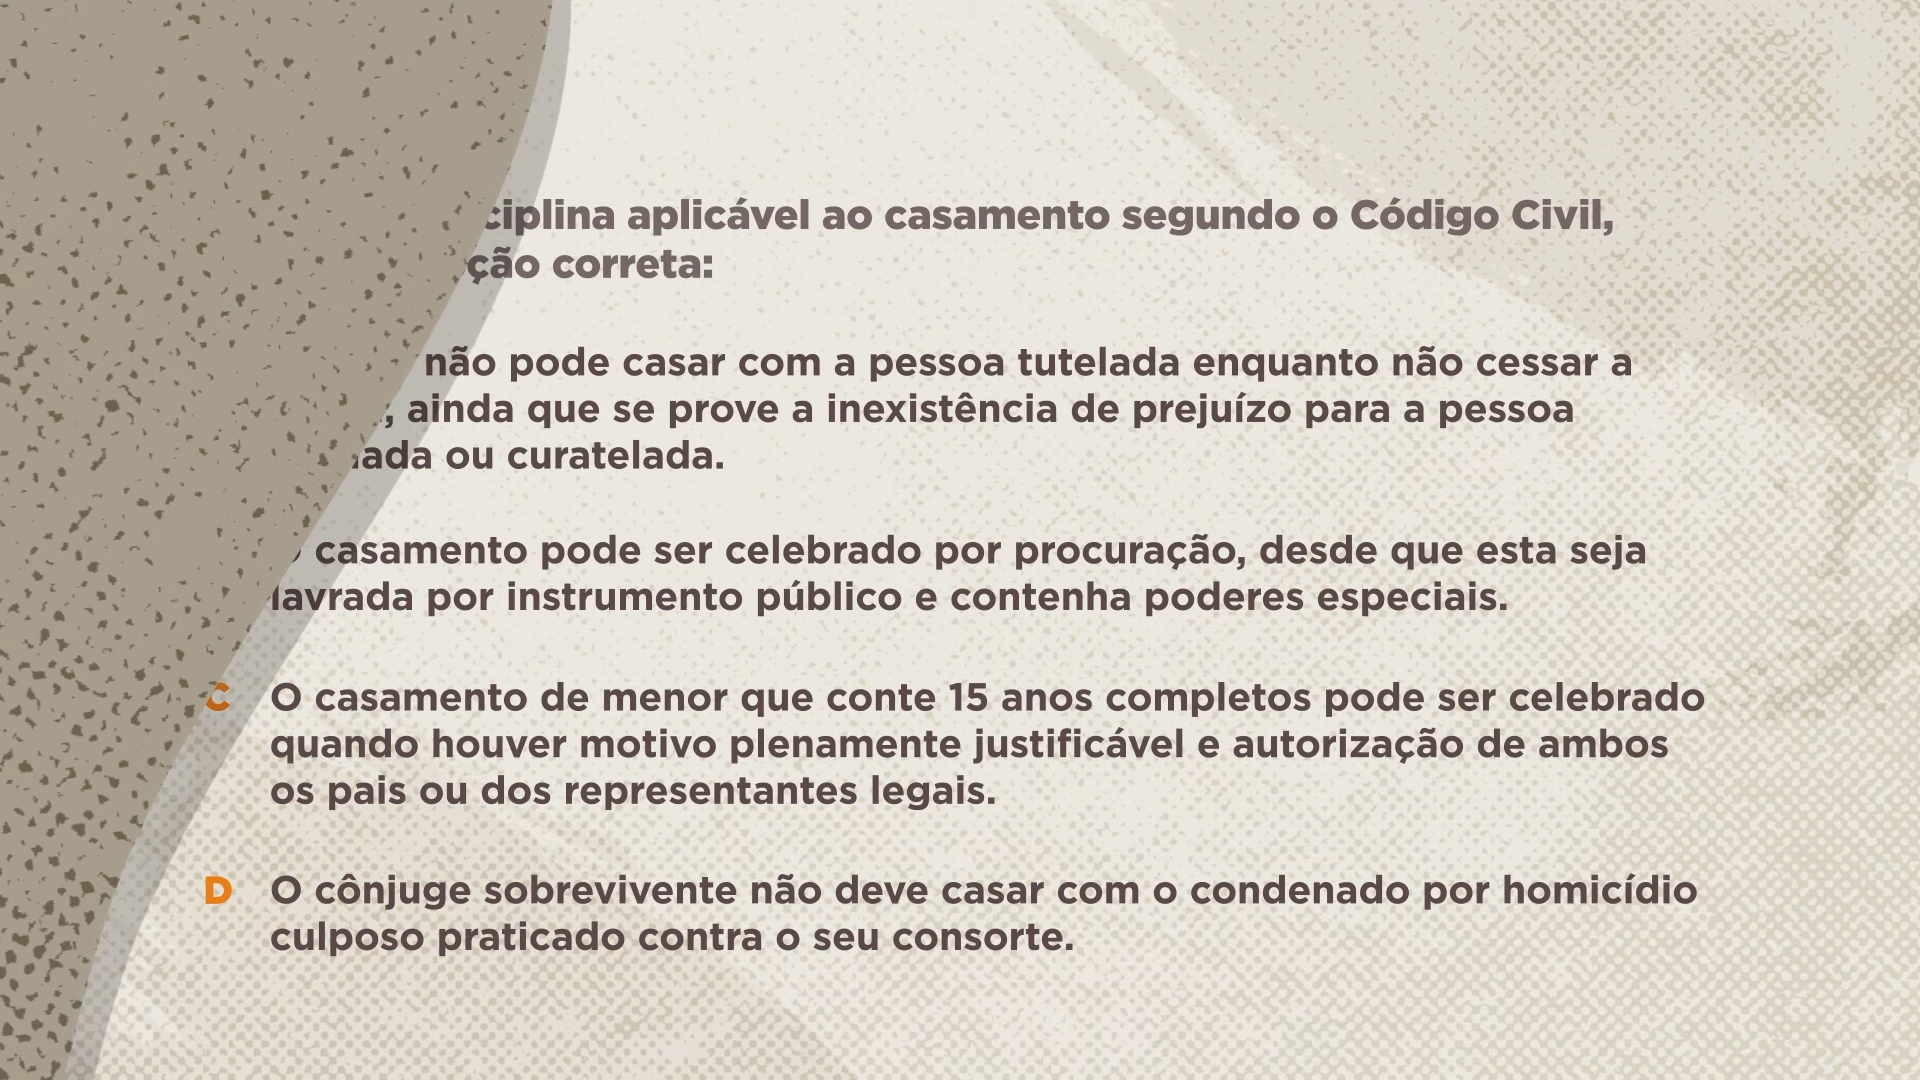 aplicável ao casamento segundo o Código Civil,
correta:
não pode casar com a pessoa tutelada enquanto não cessar a
ainda que se prove a inexistência de prejuízo para a pessoa
ou curatelada.
O casamento pode ser celebrado por procuração, desde que esta seja
lavrada por instrumento público e contenha poderes especiais.
C O casamento de menor que conte 15 anos completos pode ser celebrado
quando houver motivo plenamente justificável e autorização de ambos
os pais ou dos representantes legais.
D O cônjuge sobrevivente não deve casar com o condenado por homicídio
culposo praticado contra o seu consorte.